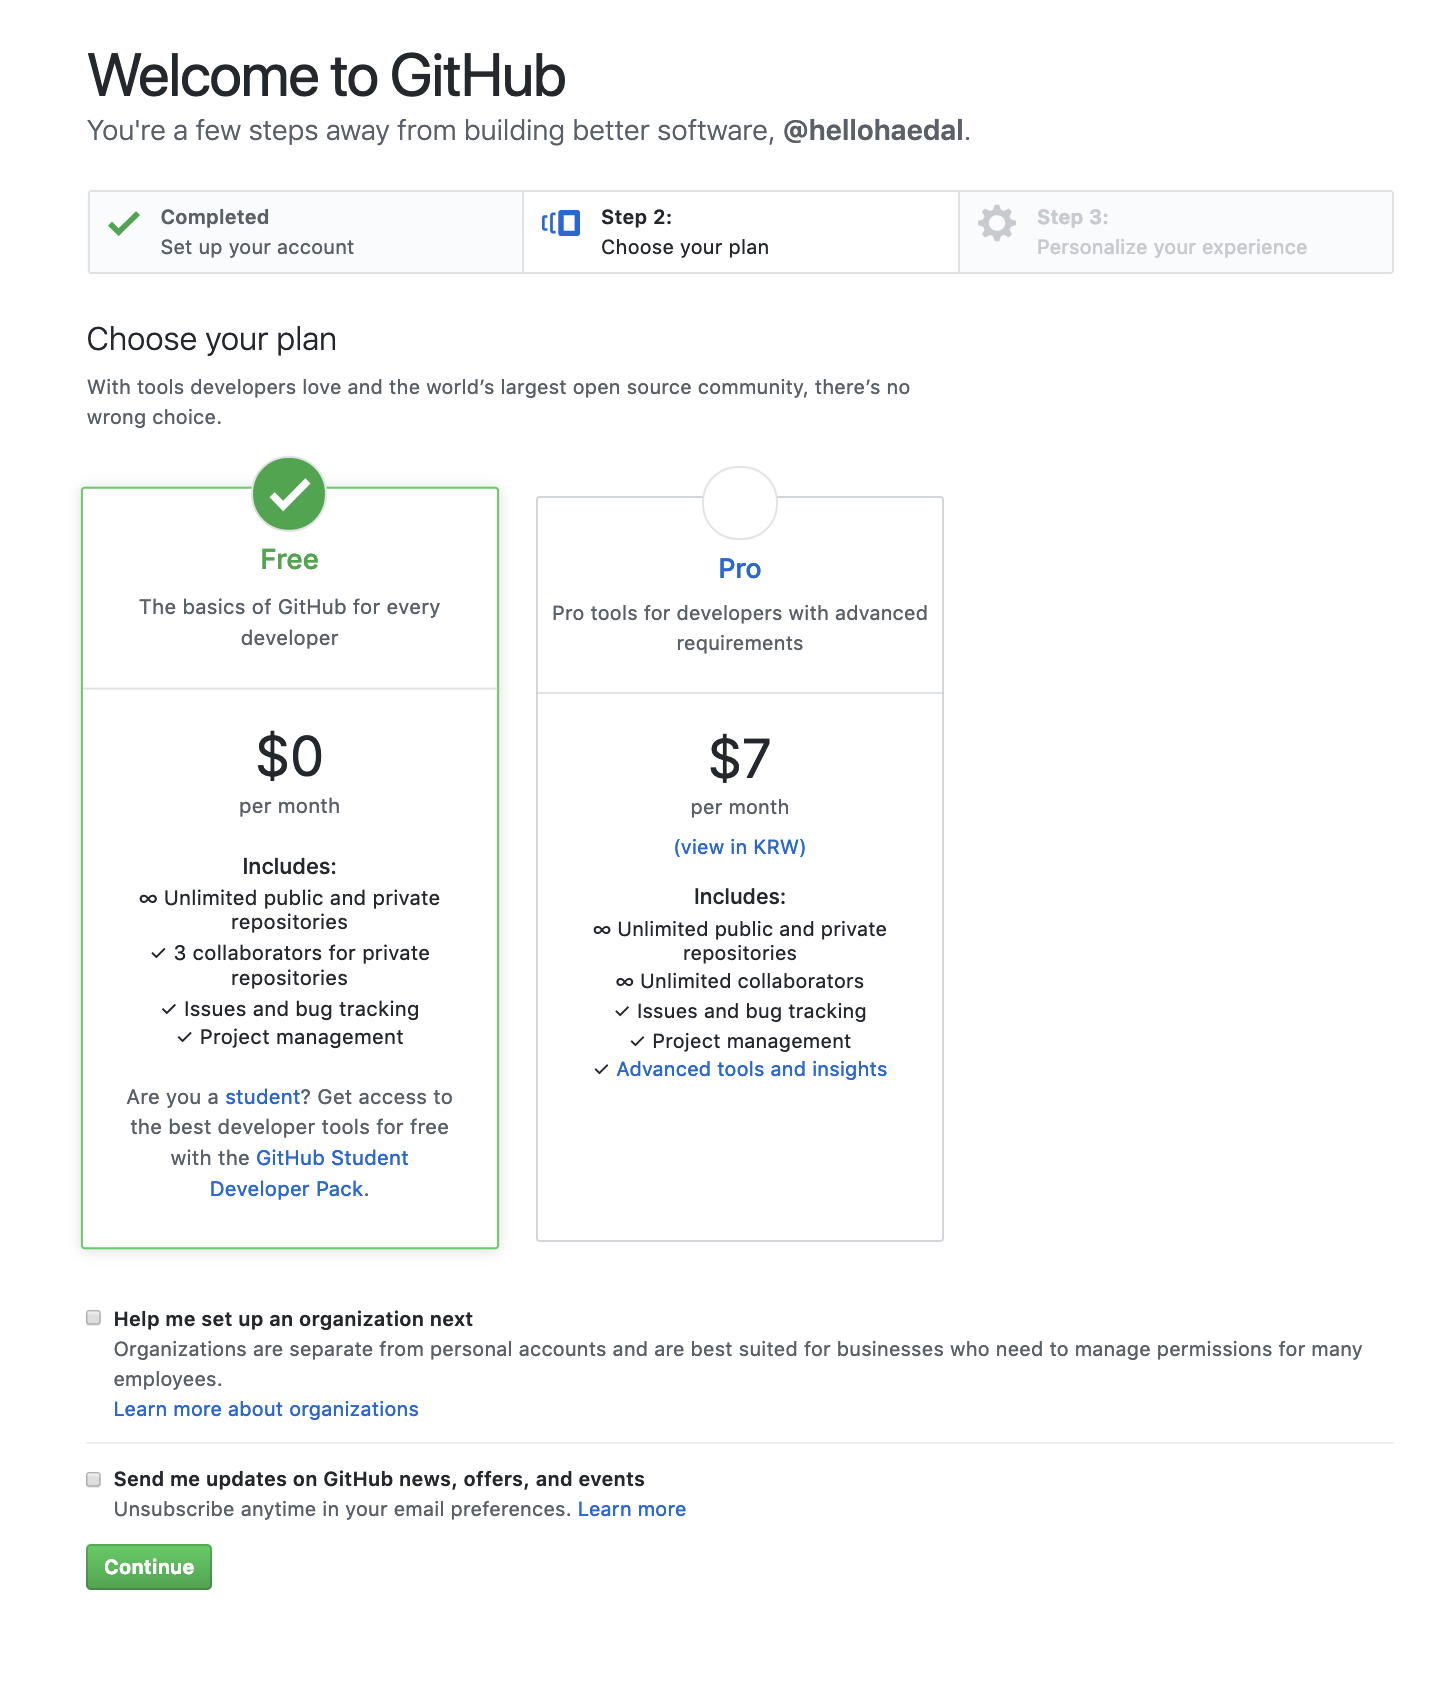 Welcome to GitHub
You're a few steps away from building better software, @hellohaedal.
Completed
Set up your account
Step 2:
Choose your plan
Step 3:
Personalize your experience
Choose your plan
With tools developers love and the world’s largest open source community, there’s no
wrong choice.
Free
The basics of GitHub for every
developer
$0
per month
Includes:
∞ Unlimited public and private
repositories
✓ 3 collaborators for private
repositories
✓ Issues and bug tracking
✓ Project management
Are you a student? Get access to
the best developer tools for free
with the GitHub Student
Developer Pack.
Pro
Pro tools for developers with advanced
requirements
$7
per month
(view in KRW)
Includes:
∞ Unlimited public and private
repositories
∞ Unlimited collaborators
✓ Issues and bug tracking
✓ Project management
✓ Advanced tools and insights
Help me set up an organization next
Organizations are separate from personal accounts and are best suited for businesses who need to manage permissions for many
employees.
Learn more about organizations
Send me updates on GitHub news, offers, and events
Unsubscribe anytime in your email preferences. Learn more
Continue